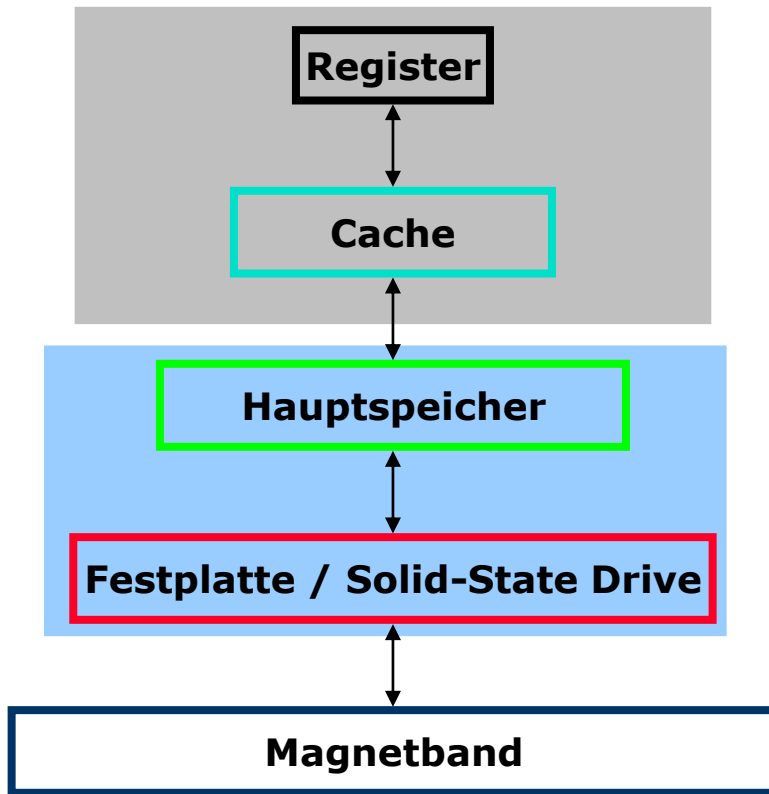 Register
Cache
Hauptspeicher
Festplatte / Solid-State Drive
Magnetband